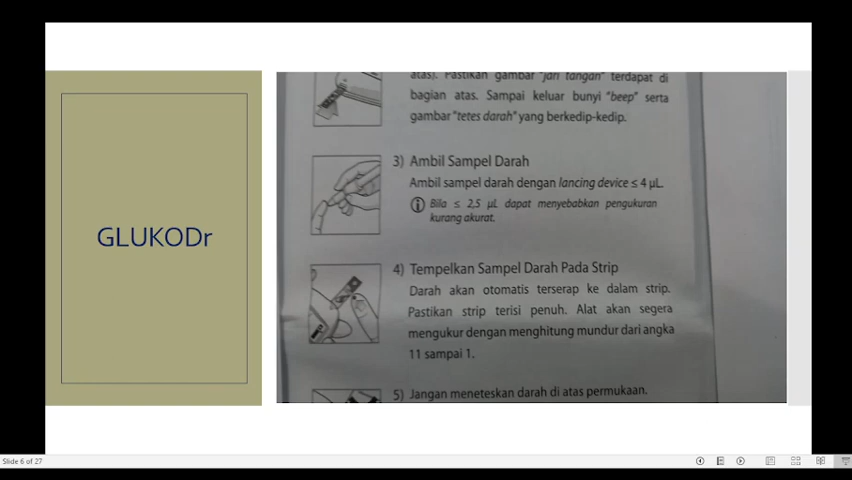 GLUKODr
atas). Pastikan gambar "jari tangan" terdapat di
bagian atas. Sampai keluar bunyi "beep" serta
gambar "tetes darah" yang berkedip-kedip.
3) Ambil Sampel Darah
Ambil sampel darah dengan lancing device ≤ 4 µL.
Bila ≤ 2,5 µL dapat menyebabkan pengukuran
kurang akurat.
4) Tempelkan Sampel Darah Pada Strip
Darah akan otomatis terserap ke dalam strip.
Pastikan strip terisi penuh. Alat akan segera
mengukur dengan menghitung mundur dari angka
11 sampai 1.
5) Jangan meneteskan darah di atas permukaan.
Slide 6 of 27